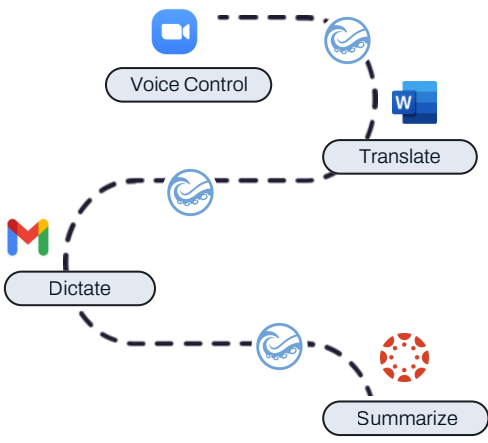 Voice Control
W
Translate
Dictate
Summarize